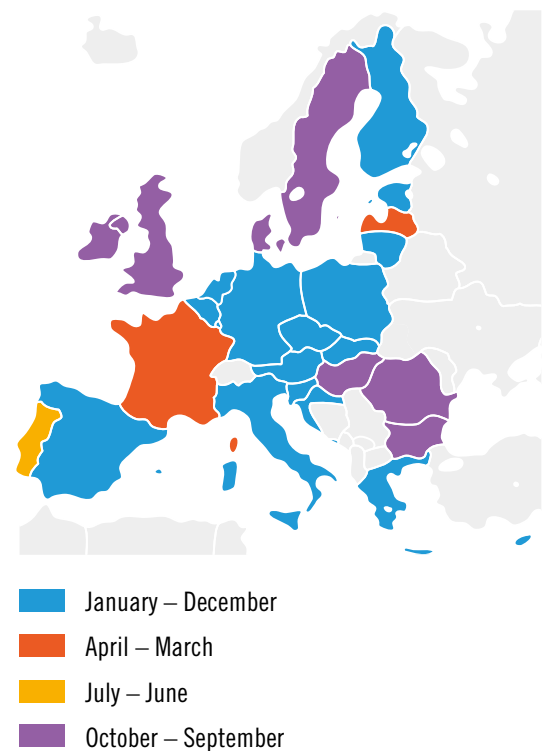 January – December
April – March
July – June
October – September